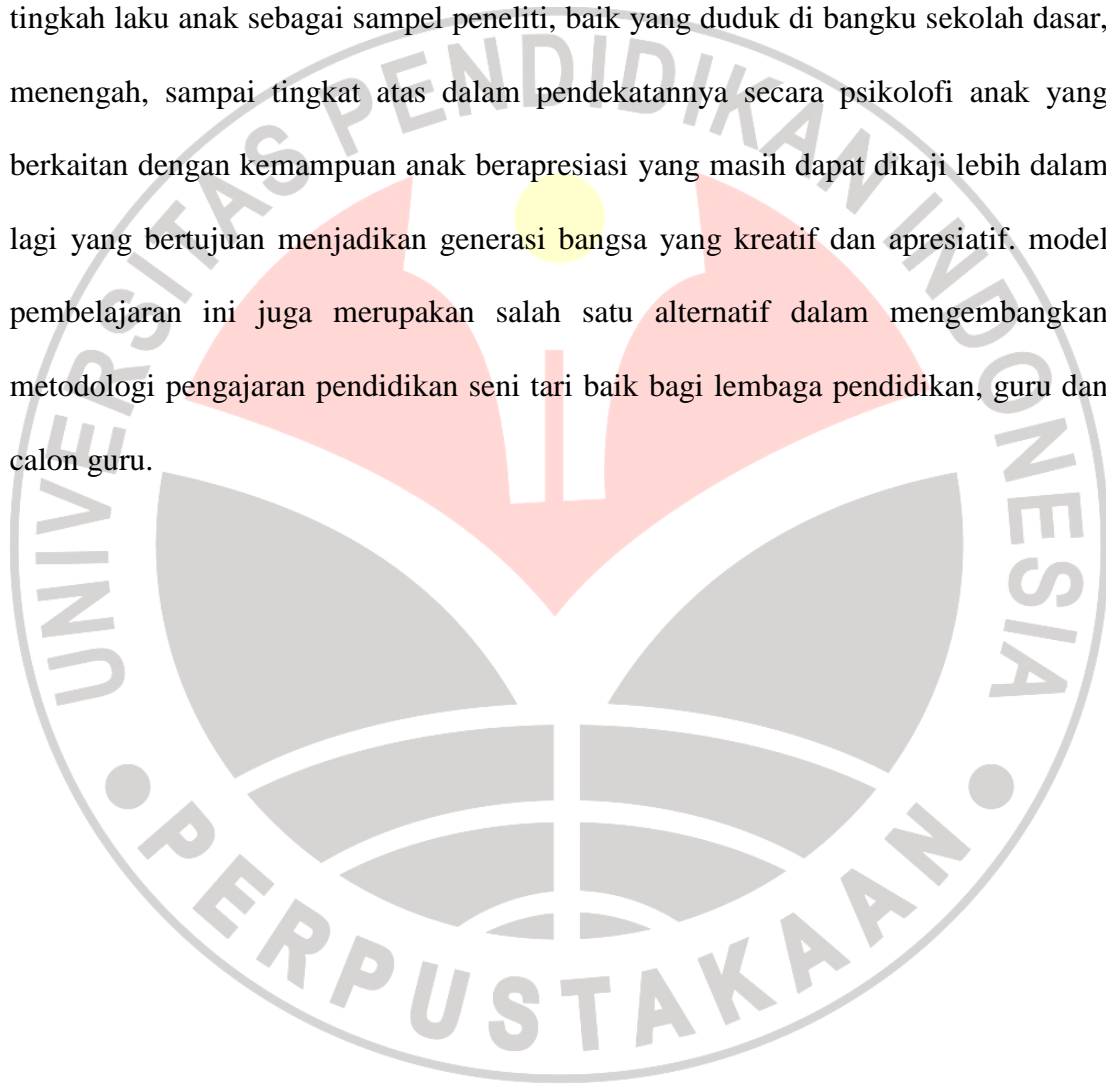 tingkah laku anak sebagai sampel peneliti, baik yang duduk di bangku sekolah dasar,
menengah, sampai tingkat atas dalam pendekatannya secara psikolofi anak yang
berkaitan dengan kemampuan anak berapresiasi yang masih dapat dikaji lebih dalam
lagi yang bertujuan menjadikan generasi bangsa yang kreatif dan apresiatif. model
pembelajaran ini juga merupakan salah satu alternatif dalam mengembangkan
metodologi pengajaran pendidikan seni tari baik bagi lembaga pendidikan, guru dan
calon guru.
UNIVERSITAS PENDIDIKAN INDONESIA
PERPUSTAKAAN